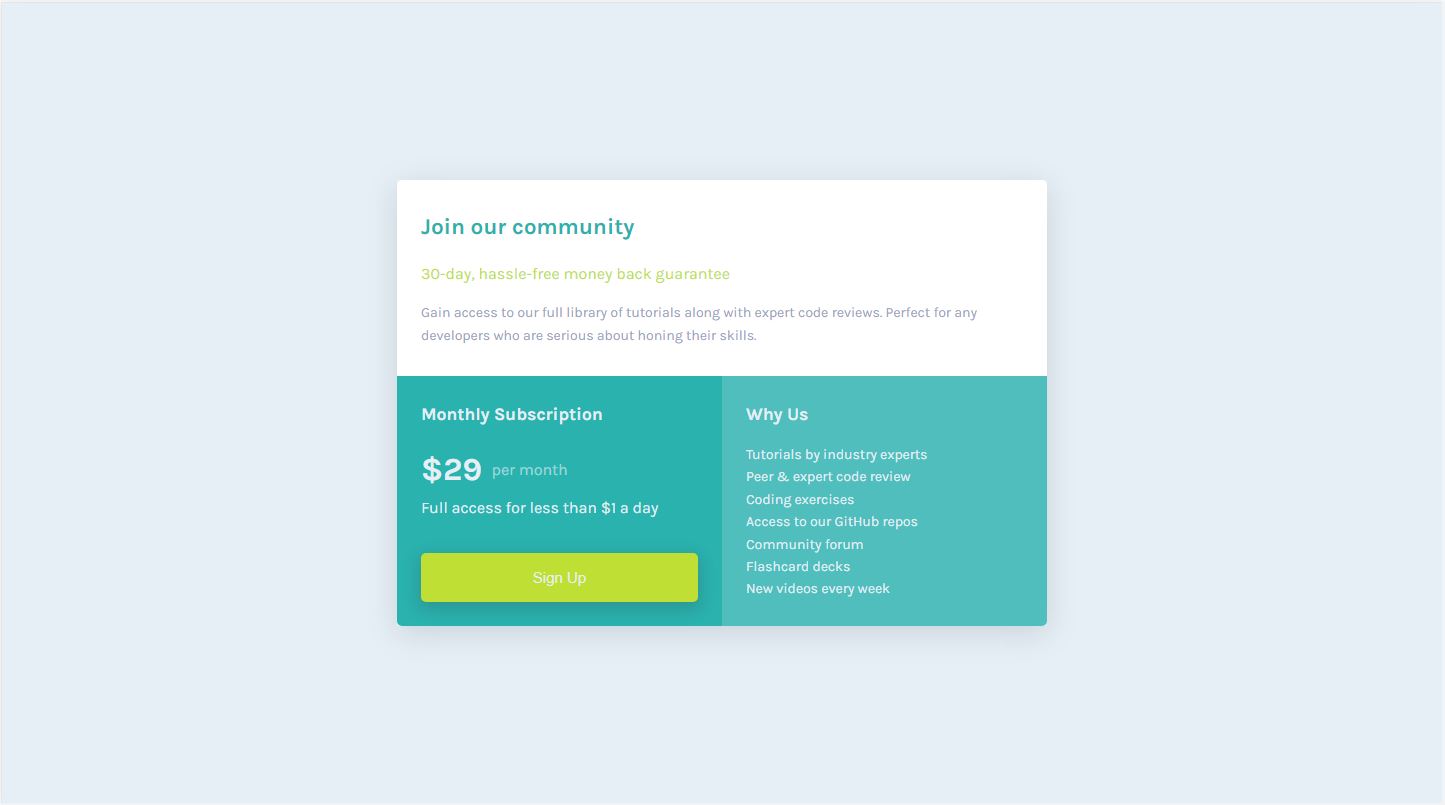 Join our community
30-day, hassle-free money back guarantee
Gain access to our full library of tutorials along with expert code reviews. Perfect for any
developers who are serious about honing their skills.
Monthly Subscription
$29 per month
Full access for less than $1 a day
Sign Up
Why Us
Tutorials by industry experts
Peer & expert code review
Coding exercises
Access to our GitHub repos
Community forum
Flashcard decks
New videos every week